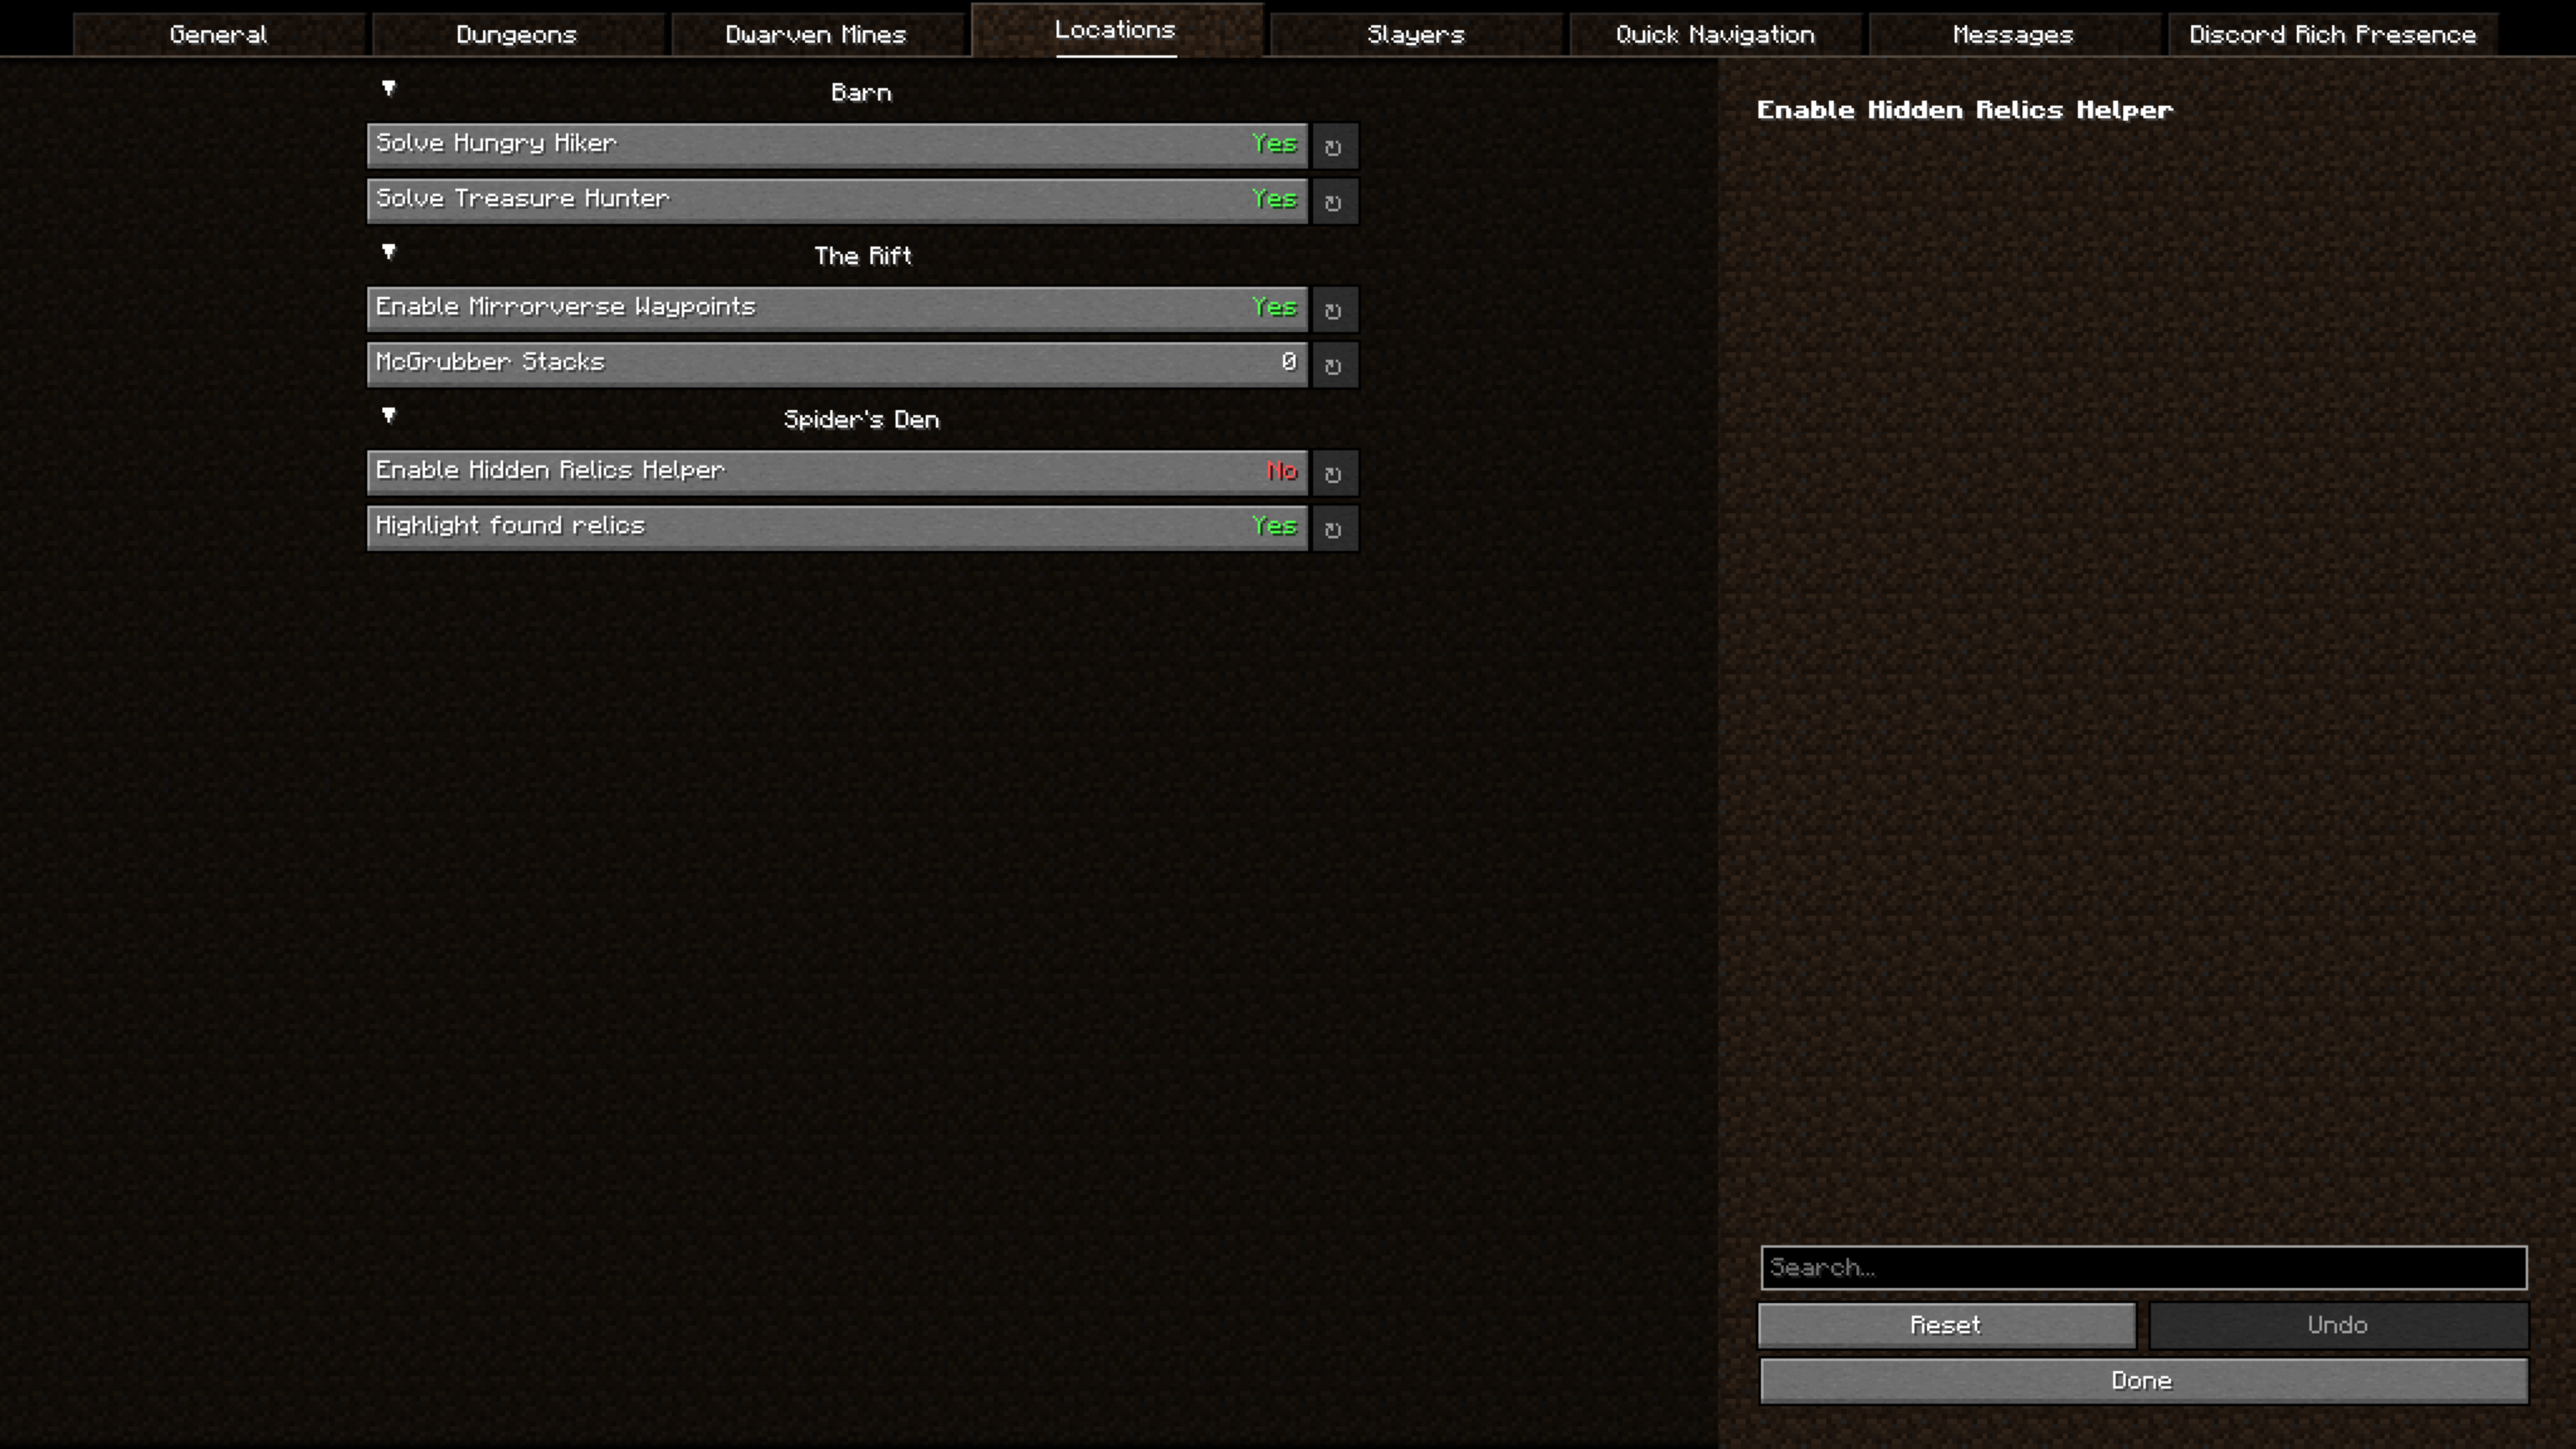 General Dungeons Dwarven Mines Locations Slayers Quick Navigation Messages Discord Rich Presence
Barn
Solve Hungry Hiker Yes
Solve Treasure Hunter Yes
The Rift
Enable Mirrorverse Waypoints Yes
McGrubber Stacks 0
Spider's Den
Enable Hidden Relics Helper No
Highlight found relics Yes
Enable Hidden Relics Helper
Search...
Reset Undo
Done